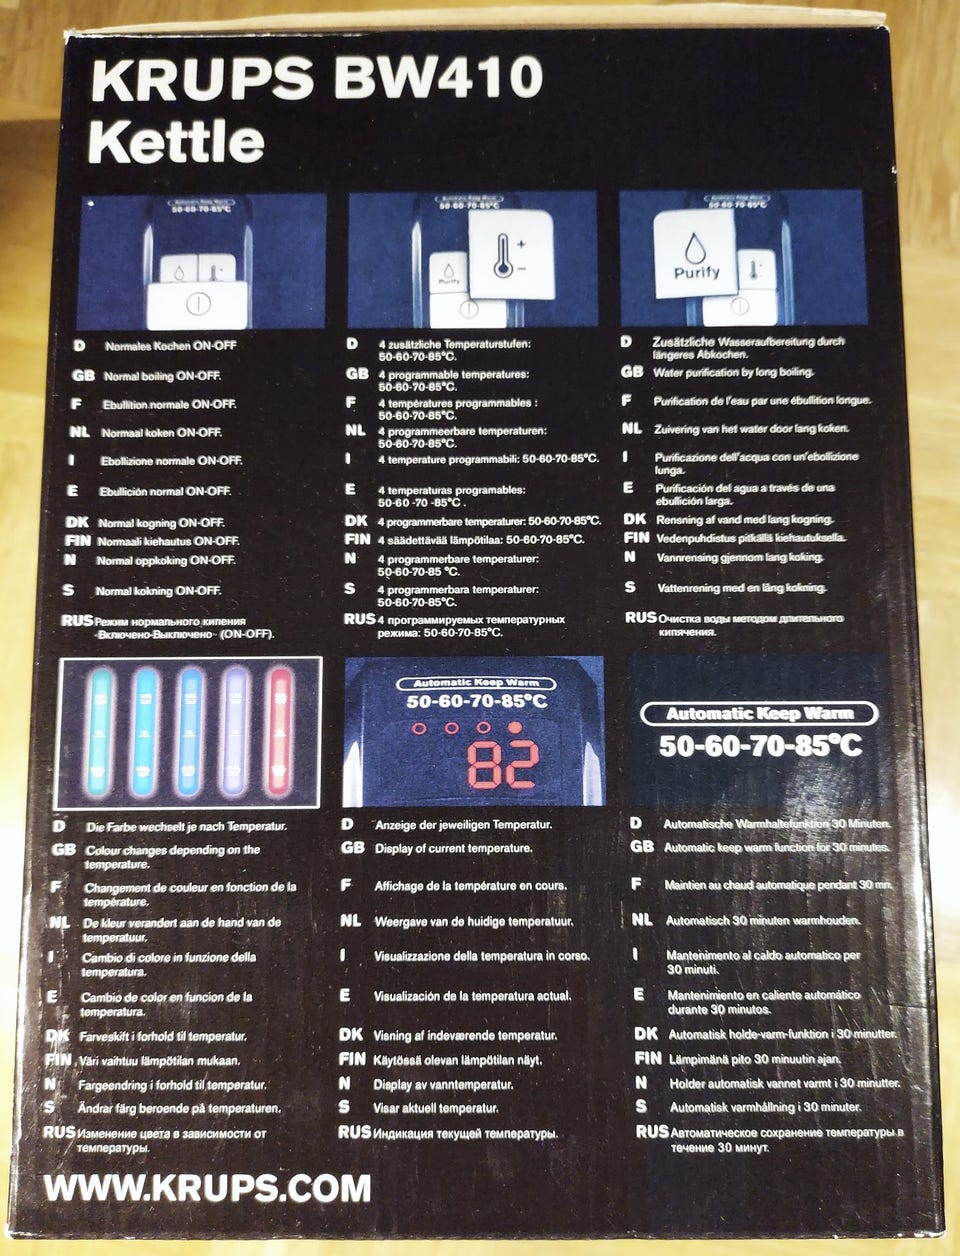 KRUPS BW410
Kettle
Automatic Keep Warm
50-60-70-85°C
Automatic Keep Warm
50-60-70-85°C
+
−
Purify
50-60-70-85°C
Purify
D Normales Kochen ON-OFF
GB Normal boiling ON-OFF.
F Ebullition normale ON-OFF.
NL Normaal koken ON-OFF.
I Ebollizione normale ON-OFF.
E Ebullición normal ON-OFF.
DK Normal kogning ON-OFF.
FIN Normaali kiehautus ON-OFF.
N Normal oppkoking ON-OFF.
S Normal kokning ON-OFF.
RUS Режим нормального кипения
-Включено-Выключено- (ON-OFF).
D 4 zusätzliche Temperaturstufen:
50-60-70-85°C.
GB 4 programmable temperatures:
50-60-70-85°C.
F 4 températures programmables :
50-60-70-85°C.
NL 4 programmeerbare temperaturen:
50-60-70-85°C.
I 4 temperature programmabili: 50-60-70-85°C.
E 4 temperaturas programables:
50-60 -70 -85°C .
DK 4 programmerbare temperaturer: 50-60-70-85°C.
FIN 4 säädettävää lämpötilaa: 50-60-70-85°C.
N 4 programmerbare temperaturer:
50-60-70-85 °C.
S 4 programmerbara temperaturer:
50-60-70-85°C.
RUS 4 программируемых температурных
режима: 50-60-70-85°C.
D Zusätzliche Wasseraufbereitung durch
längeres Abkochen.
GB Water purification by long boiling.
F Purification de l'eau par une ébullition longue.
NL Zuivering van het water door lang koken.
I Purificazione dell'acqua con un'ebollizione
lunga.
E Purificación del agua a través de una
ebullición larga.
DK Rensning af vand med lang kogning.
FIN Vedenpuhdistus pitkällä kiehautuksella.
N Vannrensing gjennom lang koking.
S Vattenrening med en lång kokning.
RUS Очистка воды методом длительного
кипячения.
Automatic Keep Warm
50-60-70-85°C
82
Automatic Keep Warm
50-60-70-85°C
D Die Farbe wechselt je nach Temperatur.
GB Colour changes depending on the
temperature.
F Changement de couleur en fonction de la
température.
NL De kleur verandert aan de hand van de
temperatuur.
I Cambio di colore in funzione della
temperatura.
E Cambio de color en funcion de la
temperatura.
DK Farveskift i forhold til temperatur.
FIN Väri vaihtuu lämpötilan mukaan.
N Fargeendring i forhold til temperatur.
S Ändrar färg beroende på temperaturen.
RUS Изменение цвета в зависимости от
температуры.
D Anzeige der jeweiligen Temperatur.
GB Display of current temperature.
F Affichage de la température en cours.
NL Weergave van de huidige temperatuur.
I Visualizzazione della temperatura in corso.
E Visualización de la temperatura actual.
DK Visning af indeværende temperatur.
FIN Käytössä olevan lämpötilan näyt.
N Display av vanntemperatur.
S Visar aktuell temperatur.
RUS Индикация текущей температуры.
D Automatische Warmhaltefunktion 30 Minuten.
GB Automatic keep warm function for 30 minutes.
F Maintien au chaud automatique pendant 30 mn.
NL Automatisch 30 minuten warmhouden.
I Mantenimento al caldo automatico per
30 minuti.
E Mantenimiento en caliente automático
durante 30 minutos.
DK Automatisk holde-varm-funktion i 30 minutter.
FIN Lämpimänä pito 30 minuutin ajan.
N Holder automatisk vannet varmt i 30 minutter.
S Automatisk varmhållning i 30 minuter.
RUS Автоматическое сохранение температуры в
течение 30 минут.
WWW.KRUPS.COM